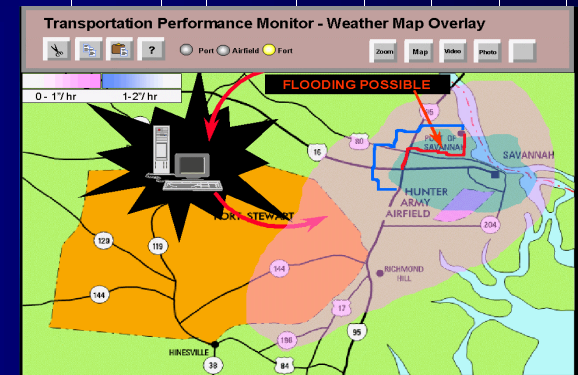 Transportation Performance Monitor - Weather Map Overlay
?
Port
Airfield
Fort
Zoom
Map
Video
Photo
0 - 1"/hr
1-2"/hr
FLOODING POSSIBLE
95
80
16
PORT OF
SAVANNAH
SAVANNAH
HUNTER
ARMY
AIRFIELD
FORT STEWART
204
129
119
144
144
RICHMOND
HILL
17
95
196
HINESVILLE
38
84